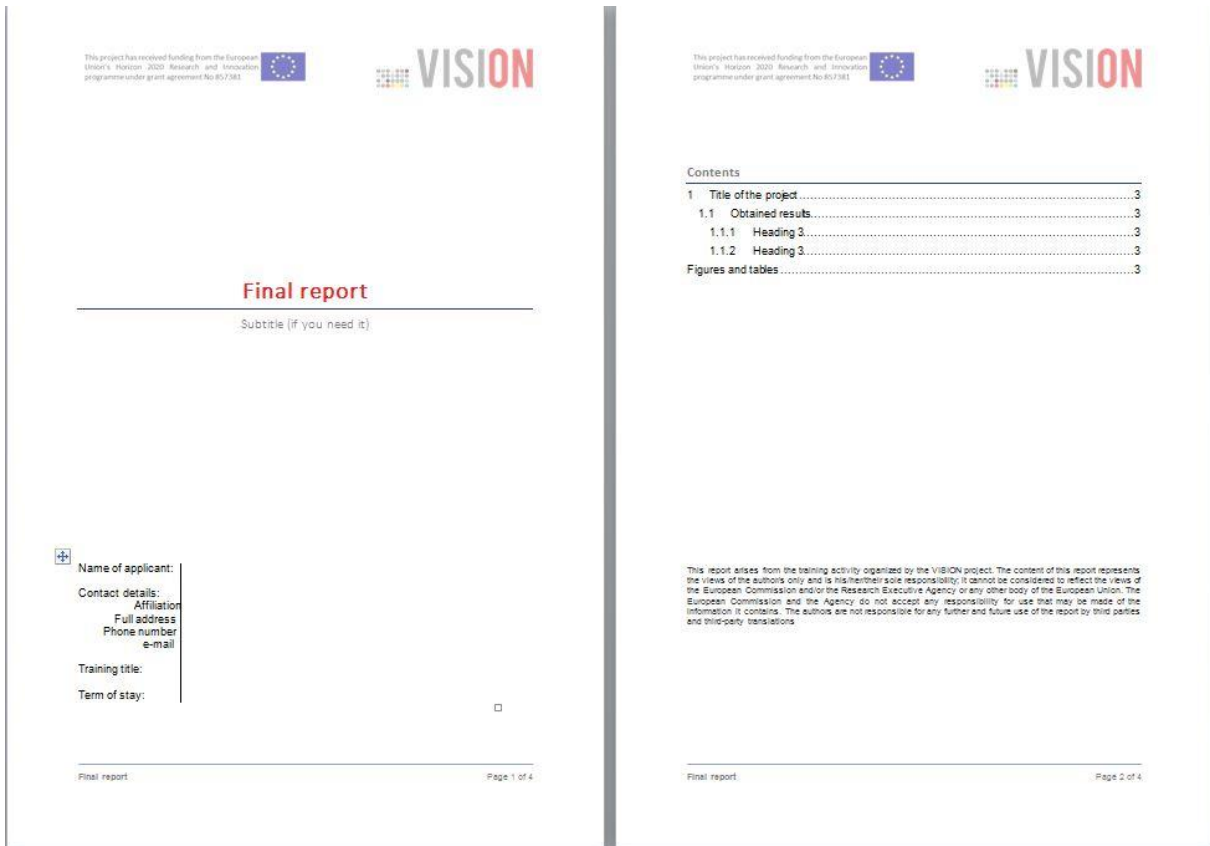 This project has received funding from the European
Union's Horizon 2020 Research and Innovation
programme under grant agreement No 857381
VISION
Final report
Subtitle (if you need it)
Name of applicant:
Contact details:
Affiliation
Full address
Phone number
e-mail
Training title:
Term of stay:
Final report
Page 1 of 4
This project has received funding from the European
Union's Horizon 2020 Research and Innovation
programme under grant agreement No 857381
VISION
Contents
1 Title of the project 3
1.1 Obtained results 3
1.1.1 Heading 3 3
1.1.2 Heading 3 3
Figures and tables 3
This report arises from the training activity organized by the VISION project. The content of this report represents
the views of the author/s only and is his/her/their sole responsibility; it cannot be considered to reflect the views of
the European Commission and/or the Research Executive Agency or any other body of the European Union. The
European Commission and the Agency do not accept any responsibility for use that may be made of the
information it contains. The authors are not responsible for any further and future use of the report by third parties
and third-party translations
Final report
Page 2 of 4